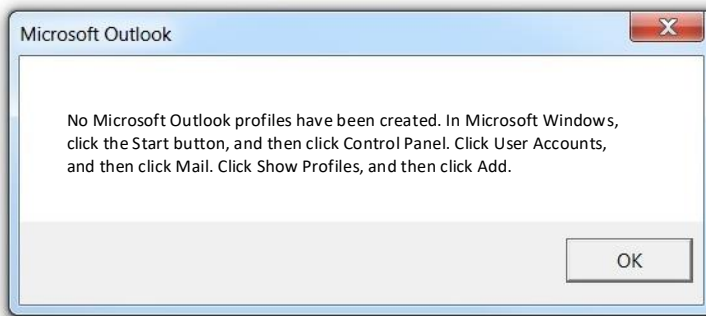 Microsoft Outlook
No Microsoft Outlook profiles have been created. In Microsoft Windows,
click the Start button, and then click Control Panel. Click User Accounts,
and then click Mail. Click Show Profiles, and then click Add.
OK